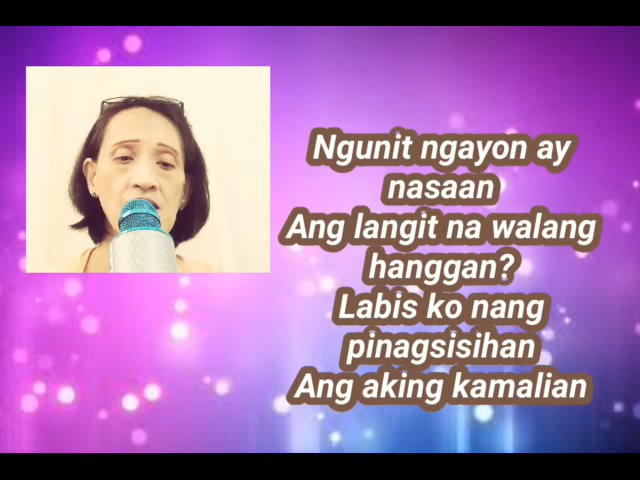 Ngunit ngayon ay
nasaan
Ang langit na walang
hanggan?
Labis ko nang
pinagsisihan
Ang aking kamalian